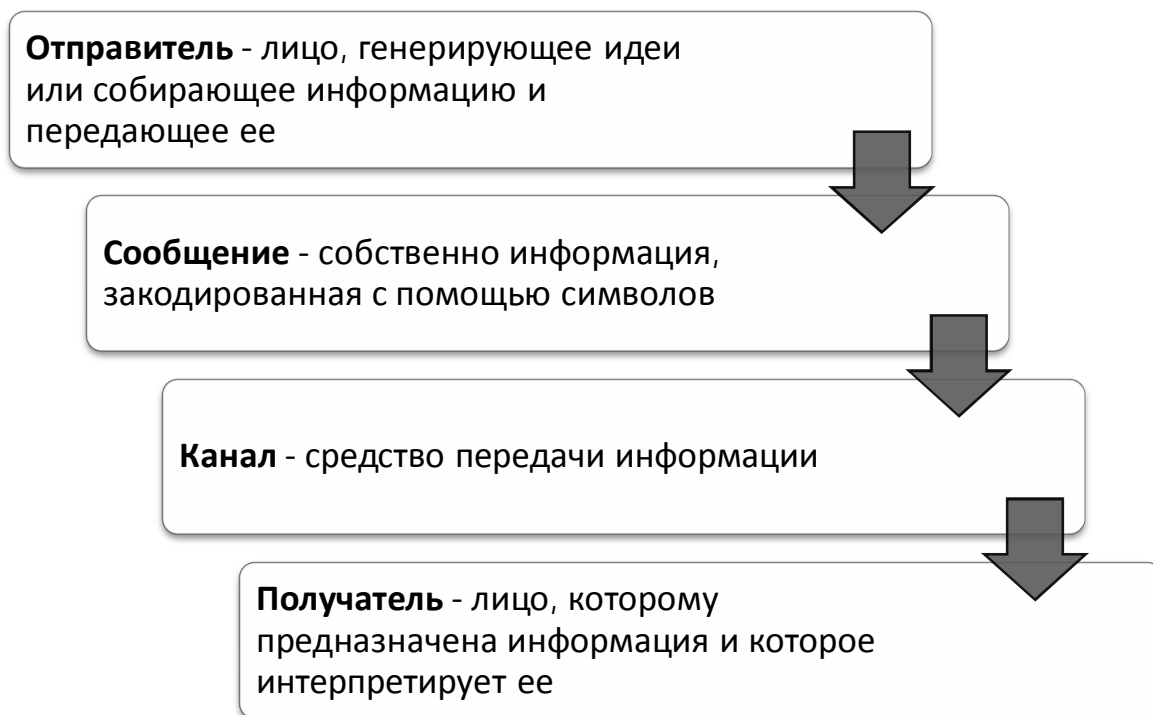 Отправитель - лицо, генерирующее идеи
или собирающее информацию и
передающее ее
Сообщение - собственно информация,
закодированная с помощью символов
Канал - средство передачи информации
Получатель - лицо, которому
предназначена информация и которое
интерпретирует ее